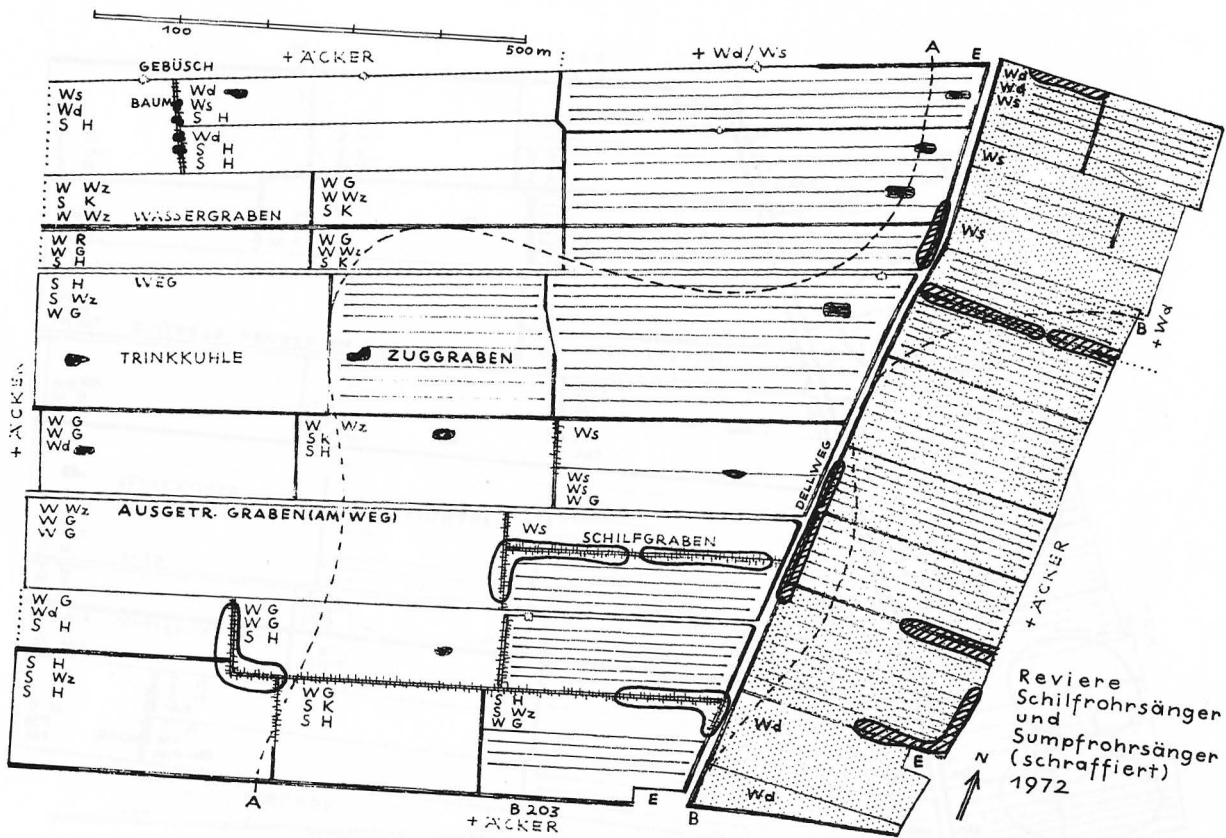 100
500 m
+ ÄCKER
+ Wd/Ws
A
E
GEBÜSCH
BAUM
Ws
Wd
S H
Wd
Ws
S H
Wd
S H
S H
Wd
Wd
Ws
Ws
Ws
W Wz
S K
W Wz
WASSERGRABEN
W G
W Wz
S K
W R
W G
S H
W G
W Wz
S K
S H
S Wz
W G
WEG
TRINKKUHLE
ZUGGRABEN
B
+ Wd
+ ÄCKER
W G
W G
Wd
W Wz
S K
S H
Ws
Ws
Ws
W G
DELLWEG
W Wz
W G
W G
AUSGETR. GRABEN (AM WEG)
Ws
SCHILFGRABEN
+ ÄCKER
W G
Wd
S H
W G
W G
S H
S H
S Wz
S H
W G
S K
S H
S H
S Wz
W G
Wd
Wd
E
N
Reviere
Schilfrohrsänger
und
Sumpfrohrsänger
(schraffiert)
1972
A
B 203
+ ÄCKER
E
B